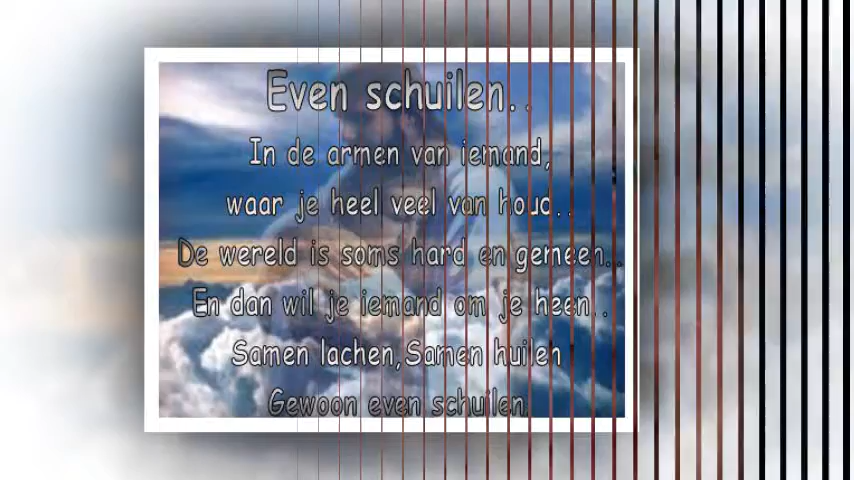 Even schuilen..
In de armen van iemand,
waar je heel veel van houd..
De wereld is soms hard en gemeen..
En dan wil je iemand om je heen..
Samen lachen,Samen huilen
Gewoon even schuilen.